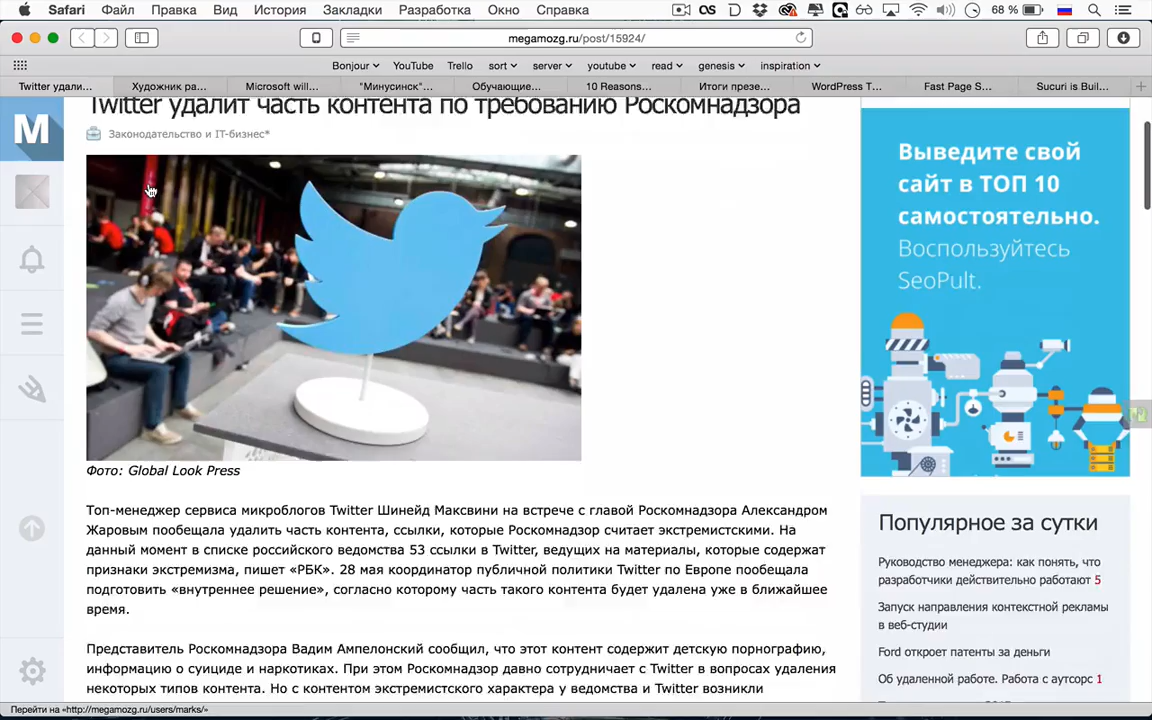 Safari Файл Правка Вид История Закладки Разработка Окно Справка 68 %
megamozg.ru/post/15924/
Bonjour YouTube Trello sort server youtube read genesis inspiration
Twitter удали... Художник ра... Microsoft will... "Минусинск"... Обучающие... 10 Reasons... Итоги презе... WordPress T... Fast Page S... Sucuri is Buil...
Twitter удалит часть контента по требованию Роскомнадзора
M
Законодательство и IT-бизнес*
Фото: Global Look Press
Топ-менеджер сервиса микроблогов Twitter Шинейд Максвини на встрече с главой Роскомнадзора Александром
Жаровым пообещала удалить часть контента, ссылки, которые Роскомнадзор считает экстремистскими. На
данный момент в списке российского ведомства 53 ссылки в Twitter, ведущих на материалы, которые содержат
признаки экстремизма, пишет «РБК». 28 мая координатор публичной политики Twitter по Европе пообещала
подготовить «внутреннее решение», согласно которому часть такого контента будет удалена уже в ближайшее
время.
Представитель Роскомнадзора Вадим Ампелонский сообщил, что этот контент содержит детскую порнографию,
информацию о суициде и наркотиках. При этом Роскомнадзор давно сотрудничает с Twitter в вопросах удаления
некоторых типов контента. Но с контентом экстремистского характера у ведомства и Twitter возникли
Выведите свой
сайт в ТОП 10
самостоятельно.
Воспользуйтесь
SeoPult.
Популярное за сутки
Руководство менеджера: как понять, что
разработчики действительно работают 5
Запуск направления контекстной рекламы
в веб-студии
Ford откроет патенты за деньги
Об удаленной работе. Работа с аутсорс 1
Перейти на «http://megamozg.ru/users/marks/»